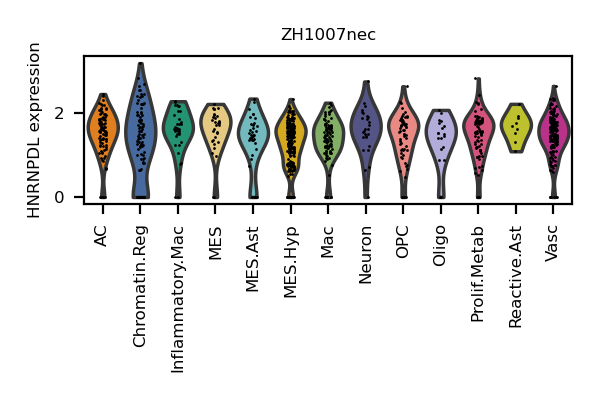 ZH1007nec
HNRNPDL expression
2
0
AC
Chromatin.Reg
Inflammatory.Mac
MES
MES.Ast
MES.Hyp
Mac
Neuron
OPC
Oligo
Prolif.Metab
Reactive.Ast
Vasc